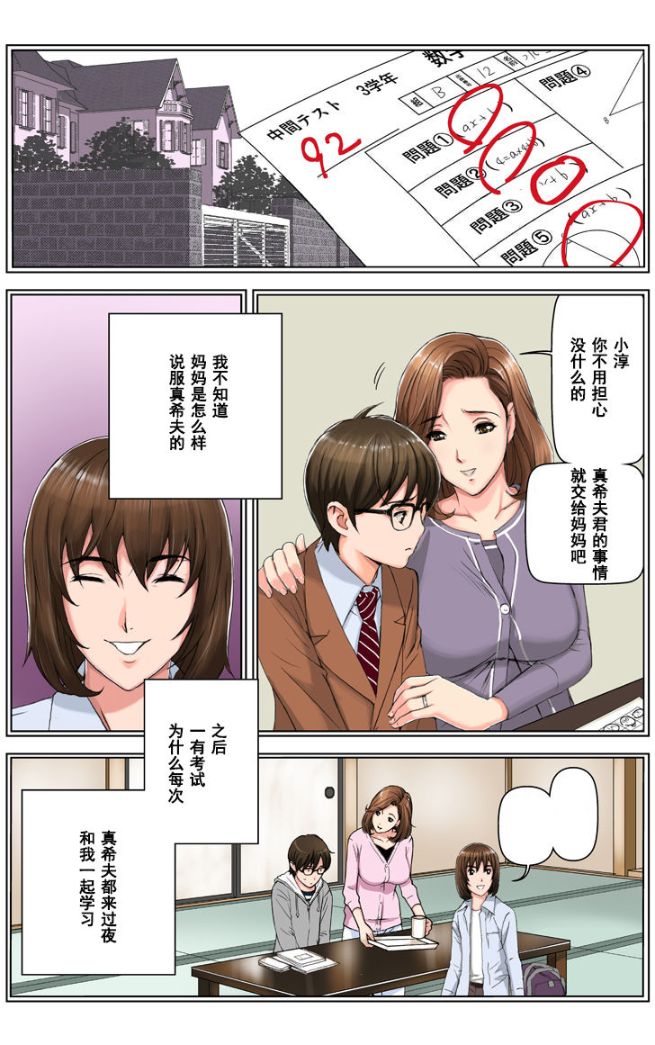 中間テスト 3学年 数学
組 B 12
92
問題① (ax+b)
問題②
問題③
問題④
問題⑤ (ax+b)
小淳
你不用担心
没什么的
真希夫君的事情
就交给妈妈吧
我不知道
妈妈是怎么样
说服真希夫的
之后
一有考试
为什么每次
真希夫都来过夜
和我一起学习